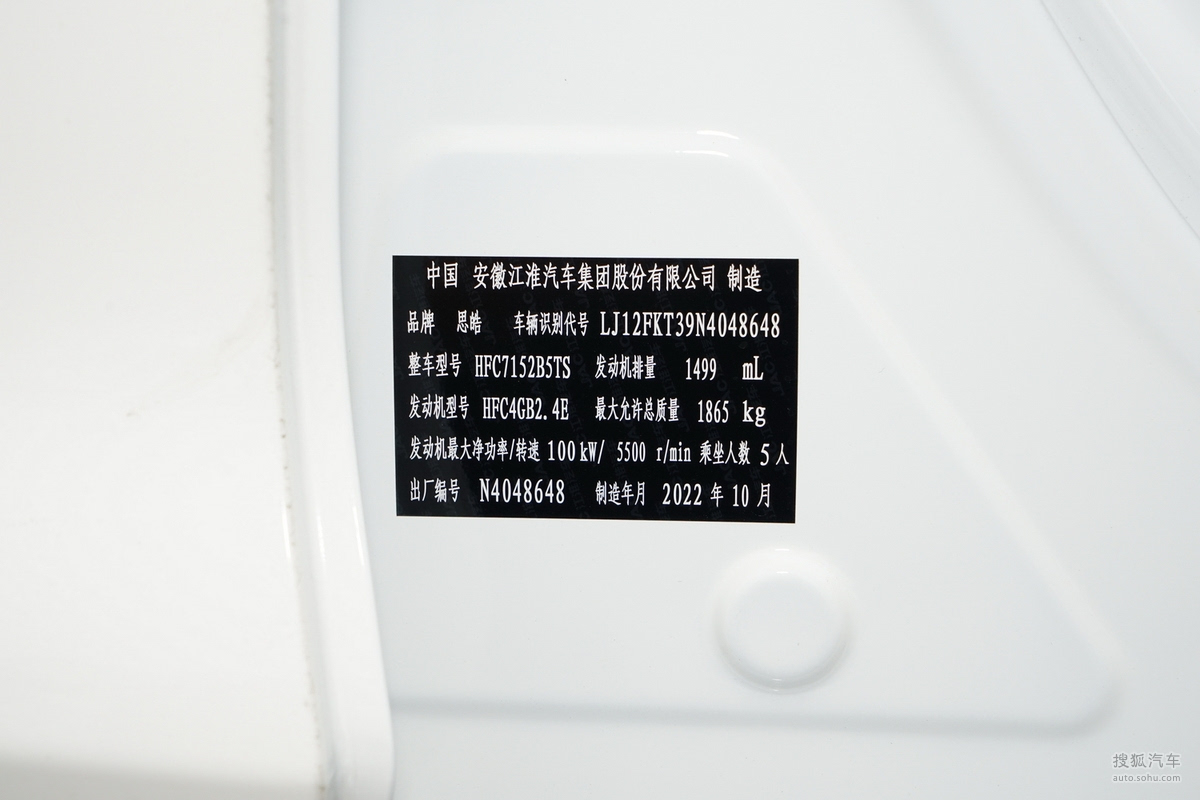 中国 安徽江淮汽车集团股份有限公司 制造
品牌 思皓 车辆识别代号 LJ12FKT39N4048648
整车型号 HFC7152B5TS 发动机排量 1499 mL
发动机型号 HFC4GB2.4E 最大允许总质量 1865 kg
发动机最大净功率/转速 100kW/ 5500 r/min 乘坐人数 5人
出厂编号 N4048648 制造年月 2022 年 10 月
搜狐汽车
auto.sohu.com